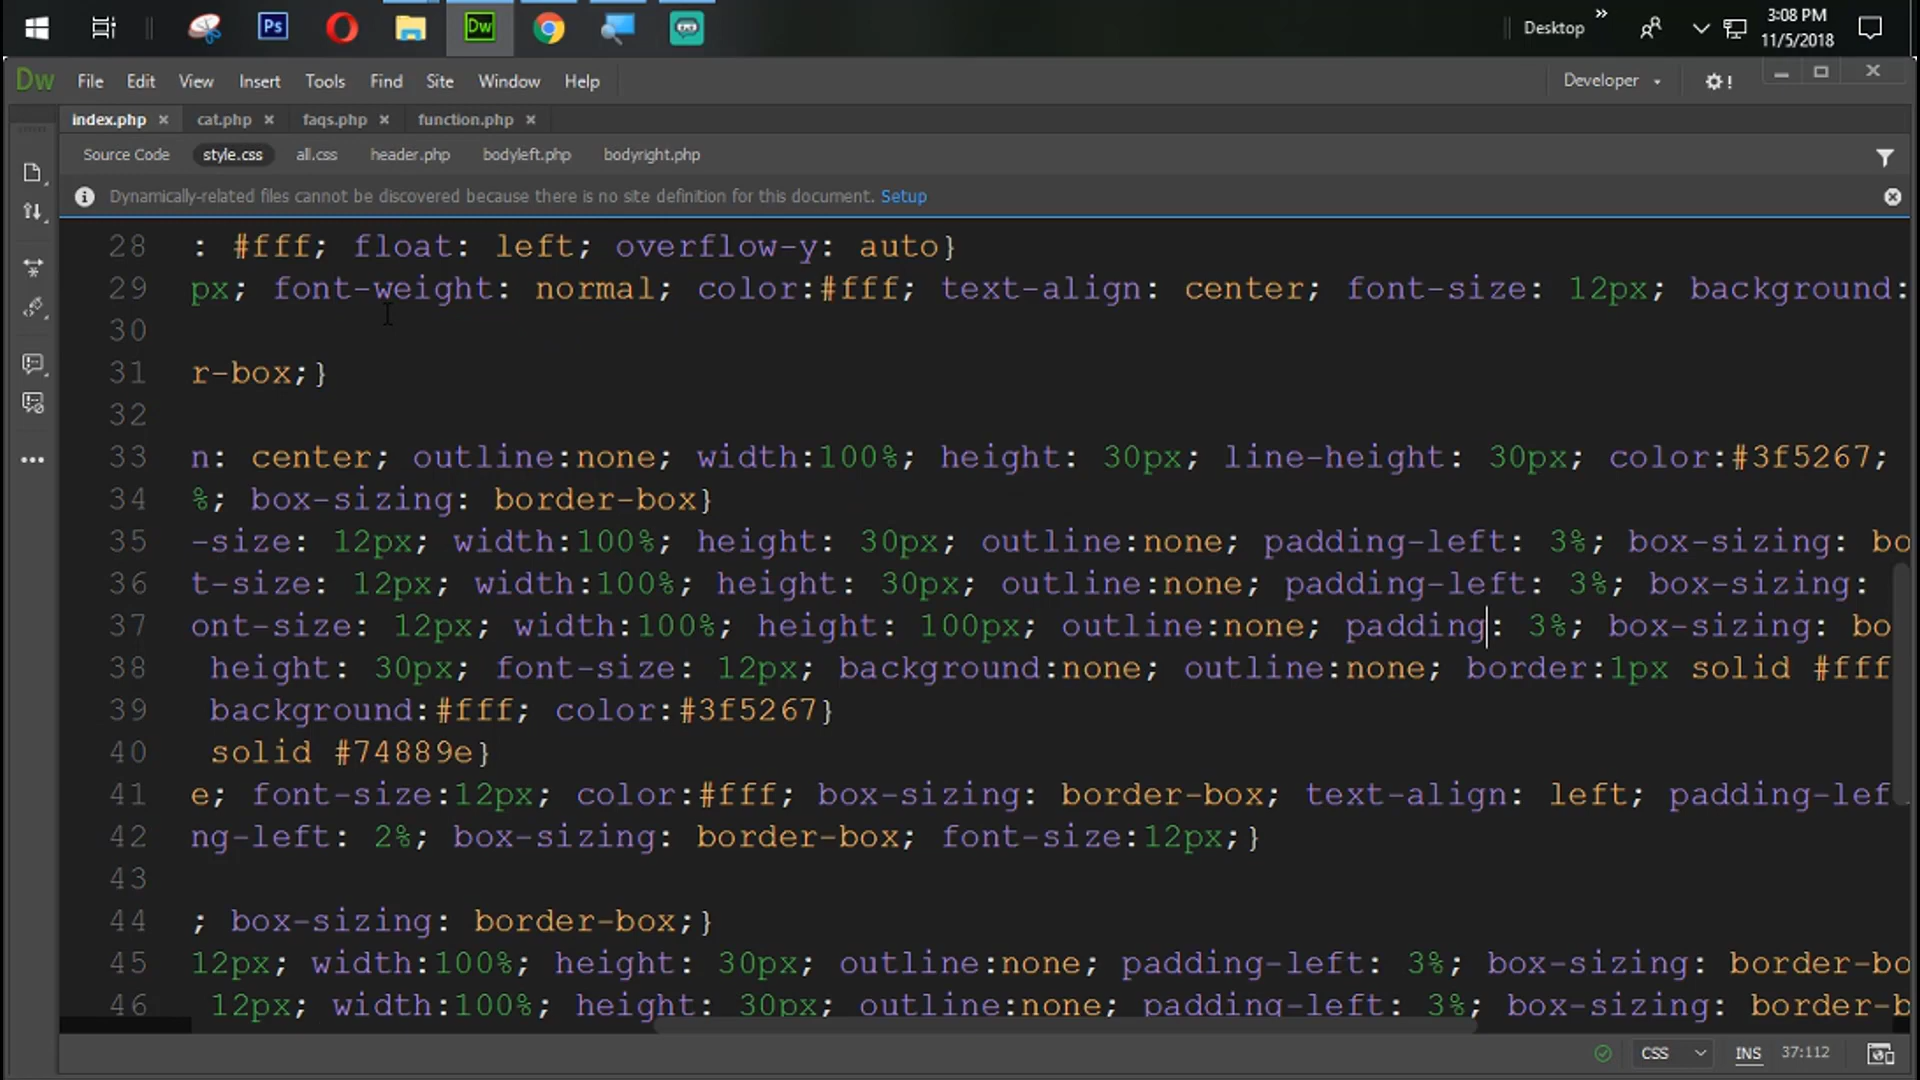 Ps
Dw
Desktop
»
3:08 PM
11/5/2018
Dw File Edit View Insert Tools Find Site Window Help Developer
index.php × cat.php × faqs.php × function.php ×
Source Code style.css all.css header.php bodyleft.php bodyright.php
Dynamically-related files cannot be discovered because there is no site definition for this document. Setup
28 : #fff; float: left; overflow-y: auto}
29 px; font-weight: normal; color:#fff; text-align: center; font-size: 12px; background:
30
31 r-box;}
32
33 n: center; outline:none; width:100%; height: 30px; line-height: 30px; color:#3f5267;
34 %; box-sizing: border-box}
35 -size: 12px; width:100%; height: 30px; outline:none; padding-left: 3%; box-sizing: bo
36 t-size: 12px; width:100%; height: 30px; outline:none; padding-left: 3%; box-sizing:
37 ont-size: 12px; width:100%; height: 100px; outline:none; padding: 3%; box-sizing: bo
38 height: 30px; font-size: 12px; background:none; outline:none; border:1px solid #fff
39 background:#fff; color:#3f5267}
40 solid #74889e}
41 e; font-size:12px; color:#fff; box-sizing: border-box; text-align: left; padding-lef
42 ng-left: 2%; box-sizing: border-box; font-size:12px;}
43
44 ; box-sizing: border-box;}
45 12px; width:100%; height: 30px; outline:none; padding-left: 3%; box-sizing: border-bo
46 12px; width:100%; height: 30px; outline:none; padding-left: 3%; box-sizing: border-b
CSS INS 37:112